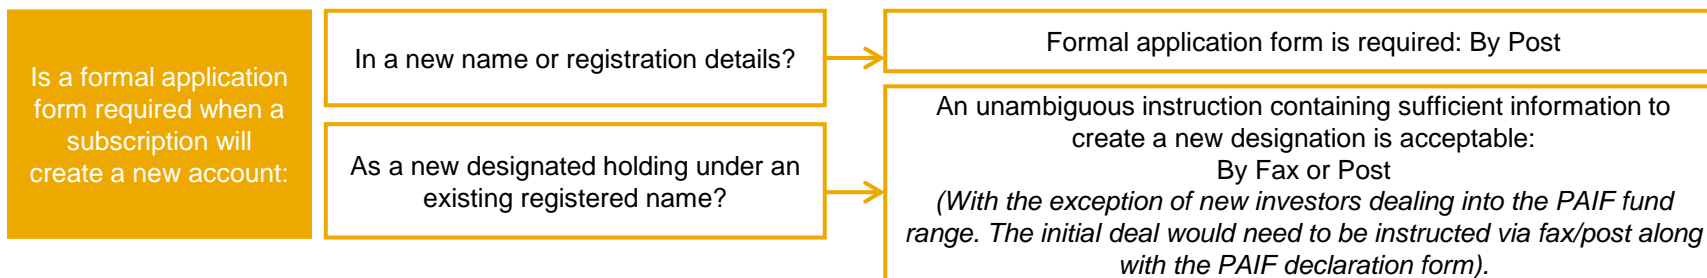 Is a formal application
form required when a
subscription will
create a new account:
In a new name or registration details?
Formal application form is required: By Post
As a new designated holding under an
existing registered name?
An unambiguous instruction containing sufficient information to
create a new designation is acceptable:
By Fax or Post
(With the exception of new investors dealing into the PAIF fund
range. The initial deal would need to be instructed via fax/post along
with the PAIF declaration form).